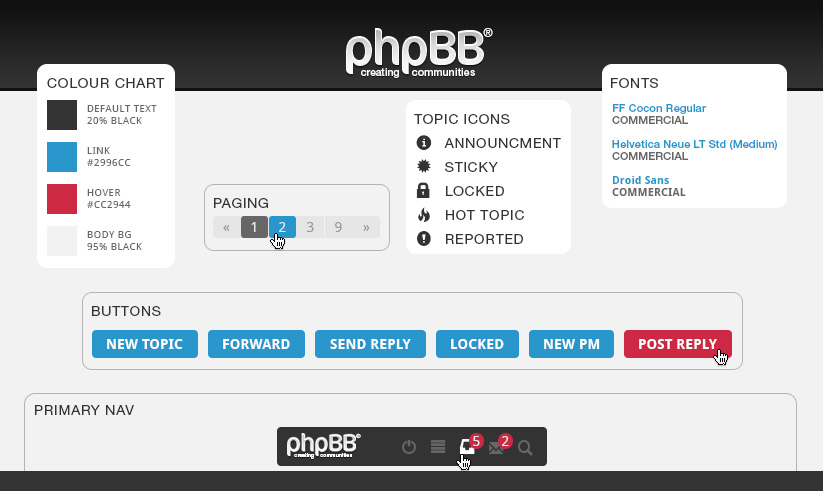 phpBB®
creating communities
COLOUR CHART
DEFAULT TEXT
20% BLACK
LINK
#2996CC
HOVER
#CC2944
BODY BG
95% BLACK
PAGING
« 1 2 3 9 »
TOPIC ICONS
ANNOUNCMENT
STICKY
LOCKED
HOT TOPIC
REPORTED
FONTS
FF Cocon Regular
COMMERCIAL
Helvetica Neue LT Std (Medium)
COMMERCIAL
Droid Sans
COMMERCIAL
BUTTONS
NEW TOPIC FORWARD SEND REPLY LOCKED NEW PM POST REPLY
PRIMARY NAV
phpBB® 5 2
creating communities